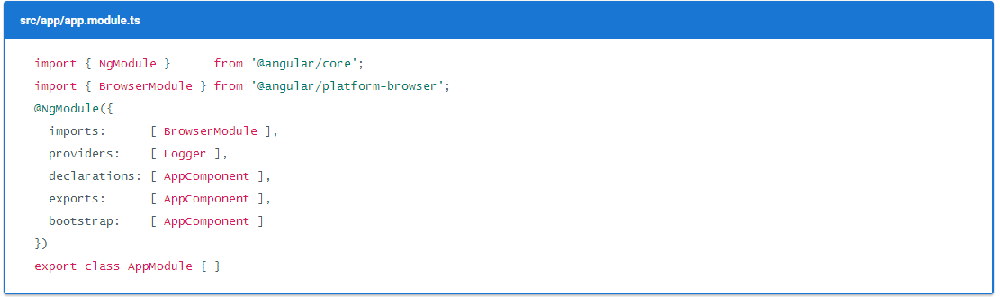 src/app/app.module.ts
import { NgModule }      from '@angular/core';
import { BrowserModule } from '@angular/platform-browser';
@NgModule({
  imports:      [ BrowserModule ],
  providers:    [ Logger ],
  declarations: [ AppComponent ],
  exports:      [ AppComponent ],
  bootstrap:    [ AppComponent ]
})
export class AppModule { }